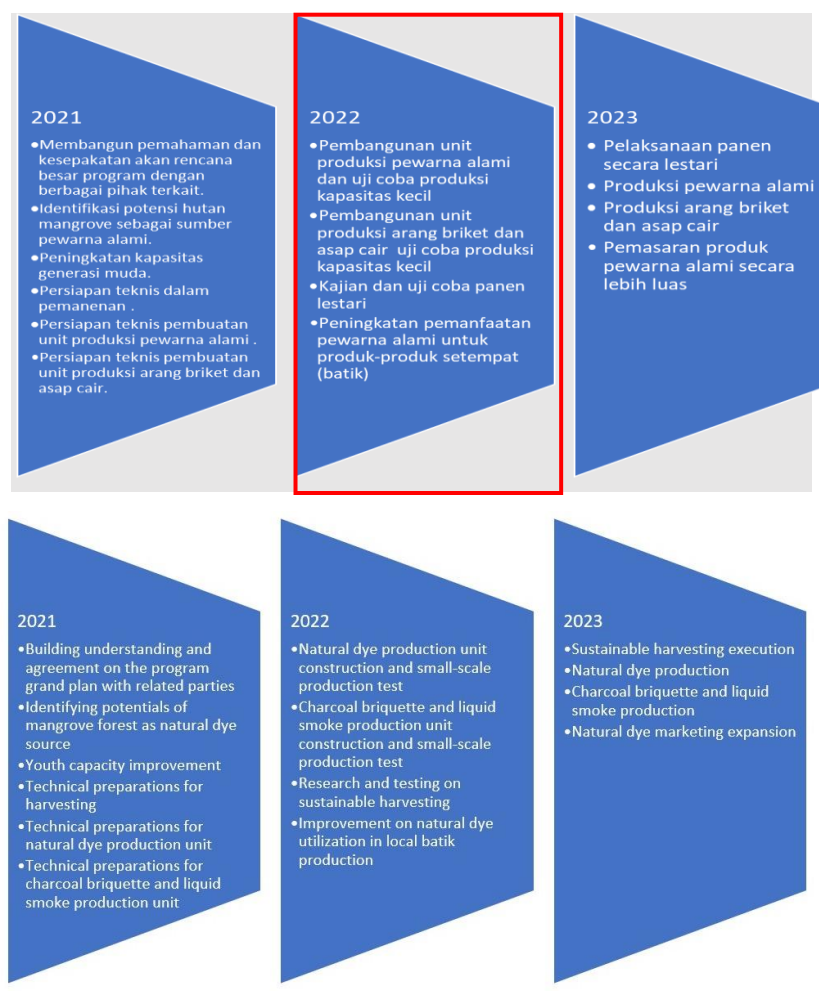 2021
•Membangun pemahaman dan
kesepakatan akan rencana
besar program dengan
berbagai pihak terkait.
•Identifikasi potensi hutan
mangrove sebagai sumber
pewarna alami.
•Peningkatan kapasitas
generasi muda.
•Persiapan teknis dalam
pemanenan .
•Persiapan teknis pembuatan
unit produksi pewarna alami .
•Persiapan teknis pembuatan
unit produksi arang briket dan
asap cair.
2022
•Pembangunan unit
produksi pewarna alami
dan uji coba produksi
kapasitas kecil
•Pembangunan unit
produksi arang briket dan
asap cair uji coba produksi
kapasitas kecil
•Kajian dan uji coba panen
lestari
•Peningkatan pemanfaatan
pewarna alami untuk
produk-produk setempat
(batik)
2023
• Pelaksanaan panen
secara lestari
• Produksi pewarna alami
• Produksi arang briket
dan asap cair
• Pemasaran produk
pewarna alami secara
lebih luas
2021
•Building understanding and
agreement on the program
grand plan with related parties
•Identifying potentials of
mangrove forest as natural dye
source
•Youth capacity improvement
•Technical preparations for
harvesting
•Technical preparations for
natural dye production unit
•Technical preparations for
charcoal briquette and liquid
smoke production unit
2022
•Natural dye production unit
construction and small-scale
production test
•Charcoal briquette and liquid
smoke production unit
construction and small-scale
production test
•Research and testing on
sustainable harvesting
•Improvement on natural dye
utilization in local batik
production
2023
•Sustainable harvesting execution
•Natural dye production
•Charcoal briquette and liquid
smoke production
•Natural dye marketing expansion